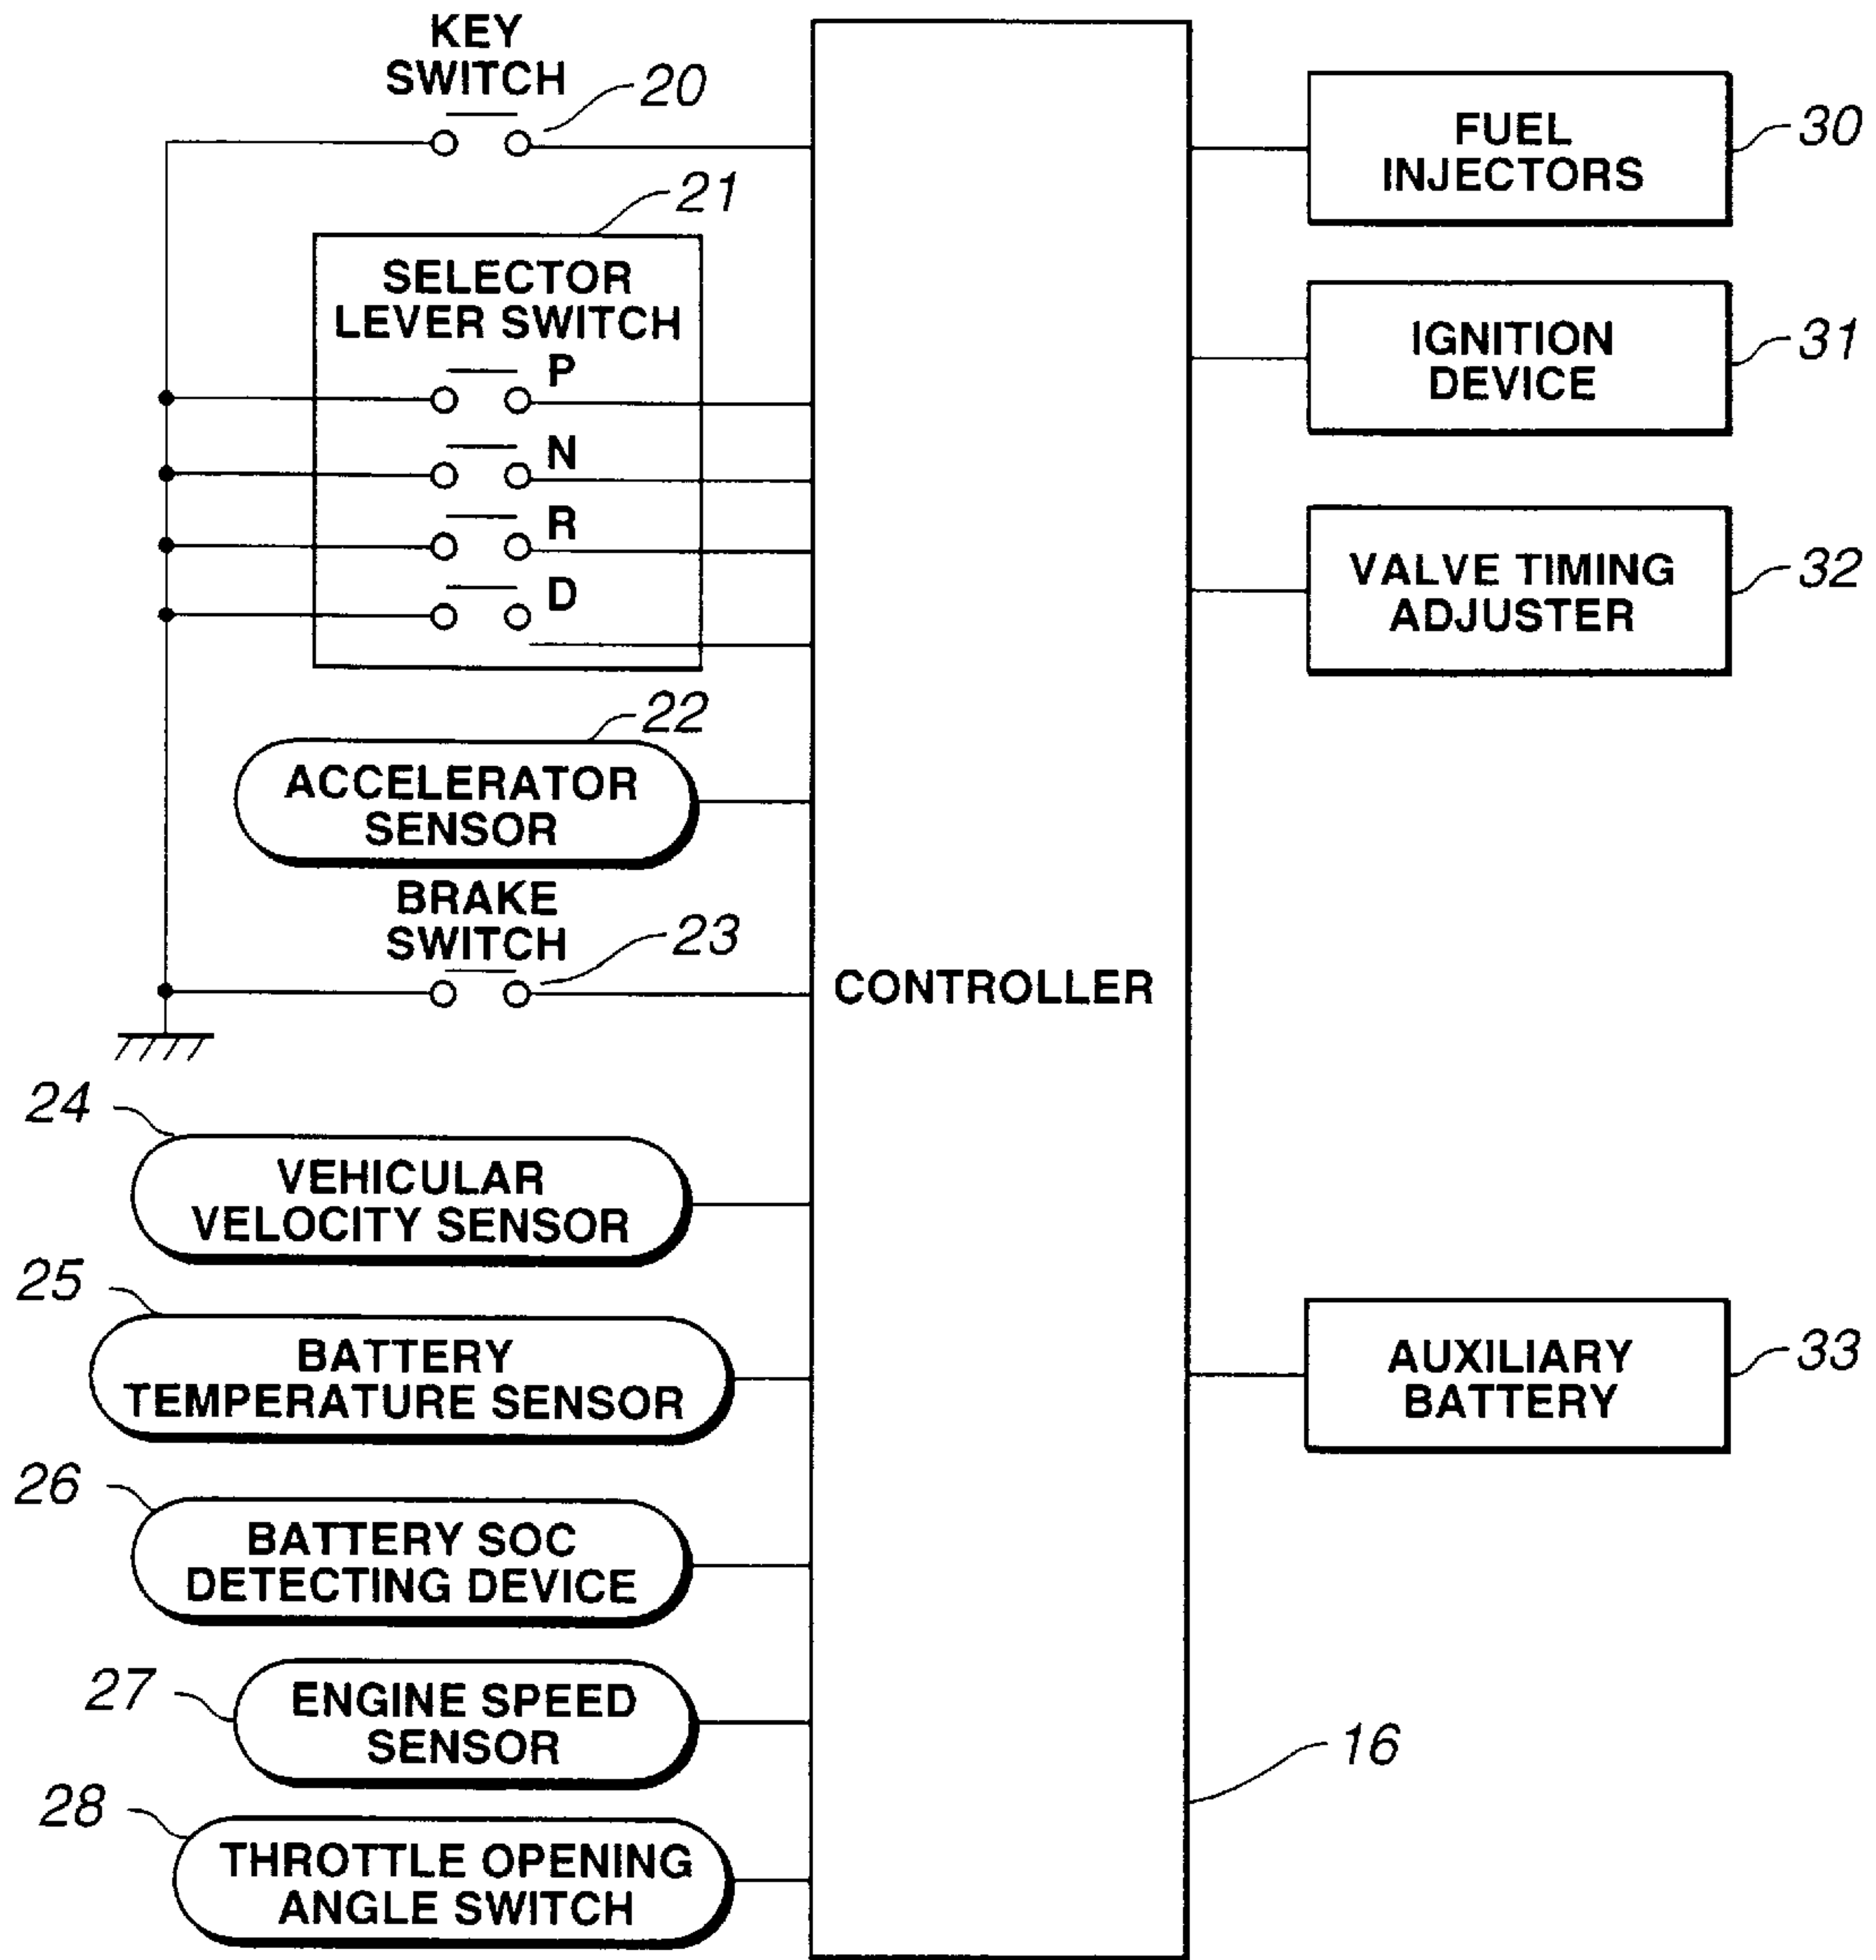 KEY
SWITCH
20
21
SELECTOR
LEVER SWITCH
P
N
R
D
22
ACCELERATOR
SENSOR
BRAKE
SWITCH
23
24
VEHICULAR
VELOCITY SENSOR
25
BATTERY
TEMPERATURE SENSOR
26
BATTERY SOC
DETECTING DEVICE
27
ENGINE SPEED
SENSOR
28
THROTTLE OPENING
ANGLE SWITCH
CONTROLLER
16
FUEL
INJECTORS
30
IGNITION
DEVICE
31
VALVE TIMING
ADJUSTER
32
AUXILIARY
BATTERY
33